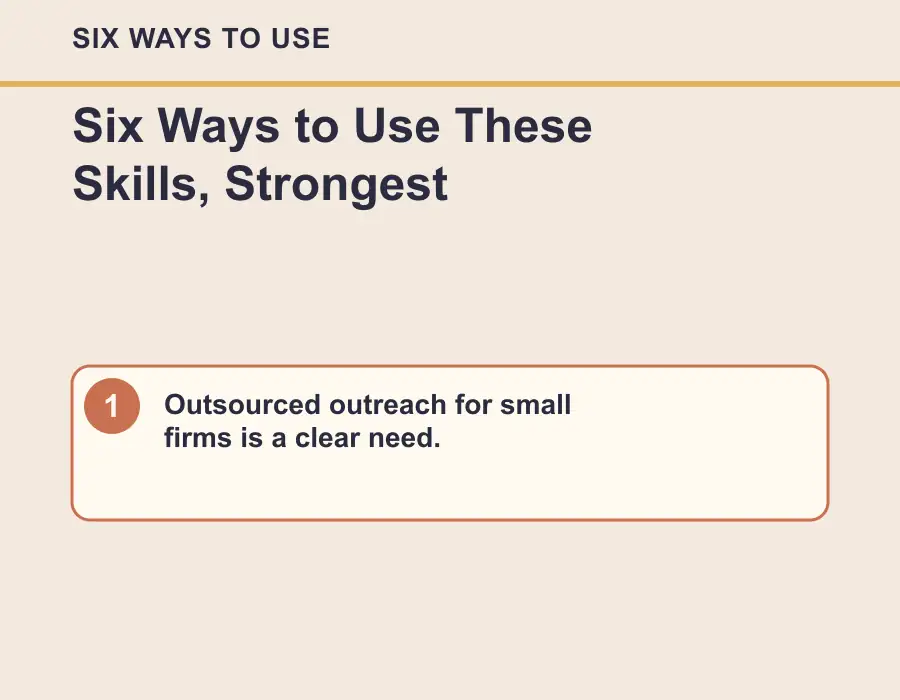 SIX WAYS TO USE
Six Ways to Use These
Skills, Strongest
1
Outsourced outreach for small
firms is a clear need.